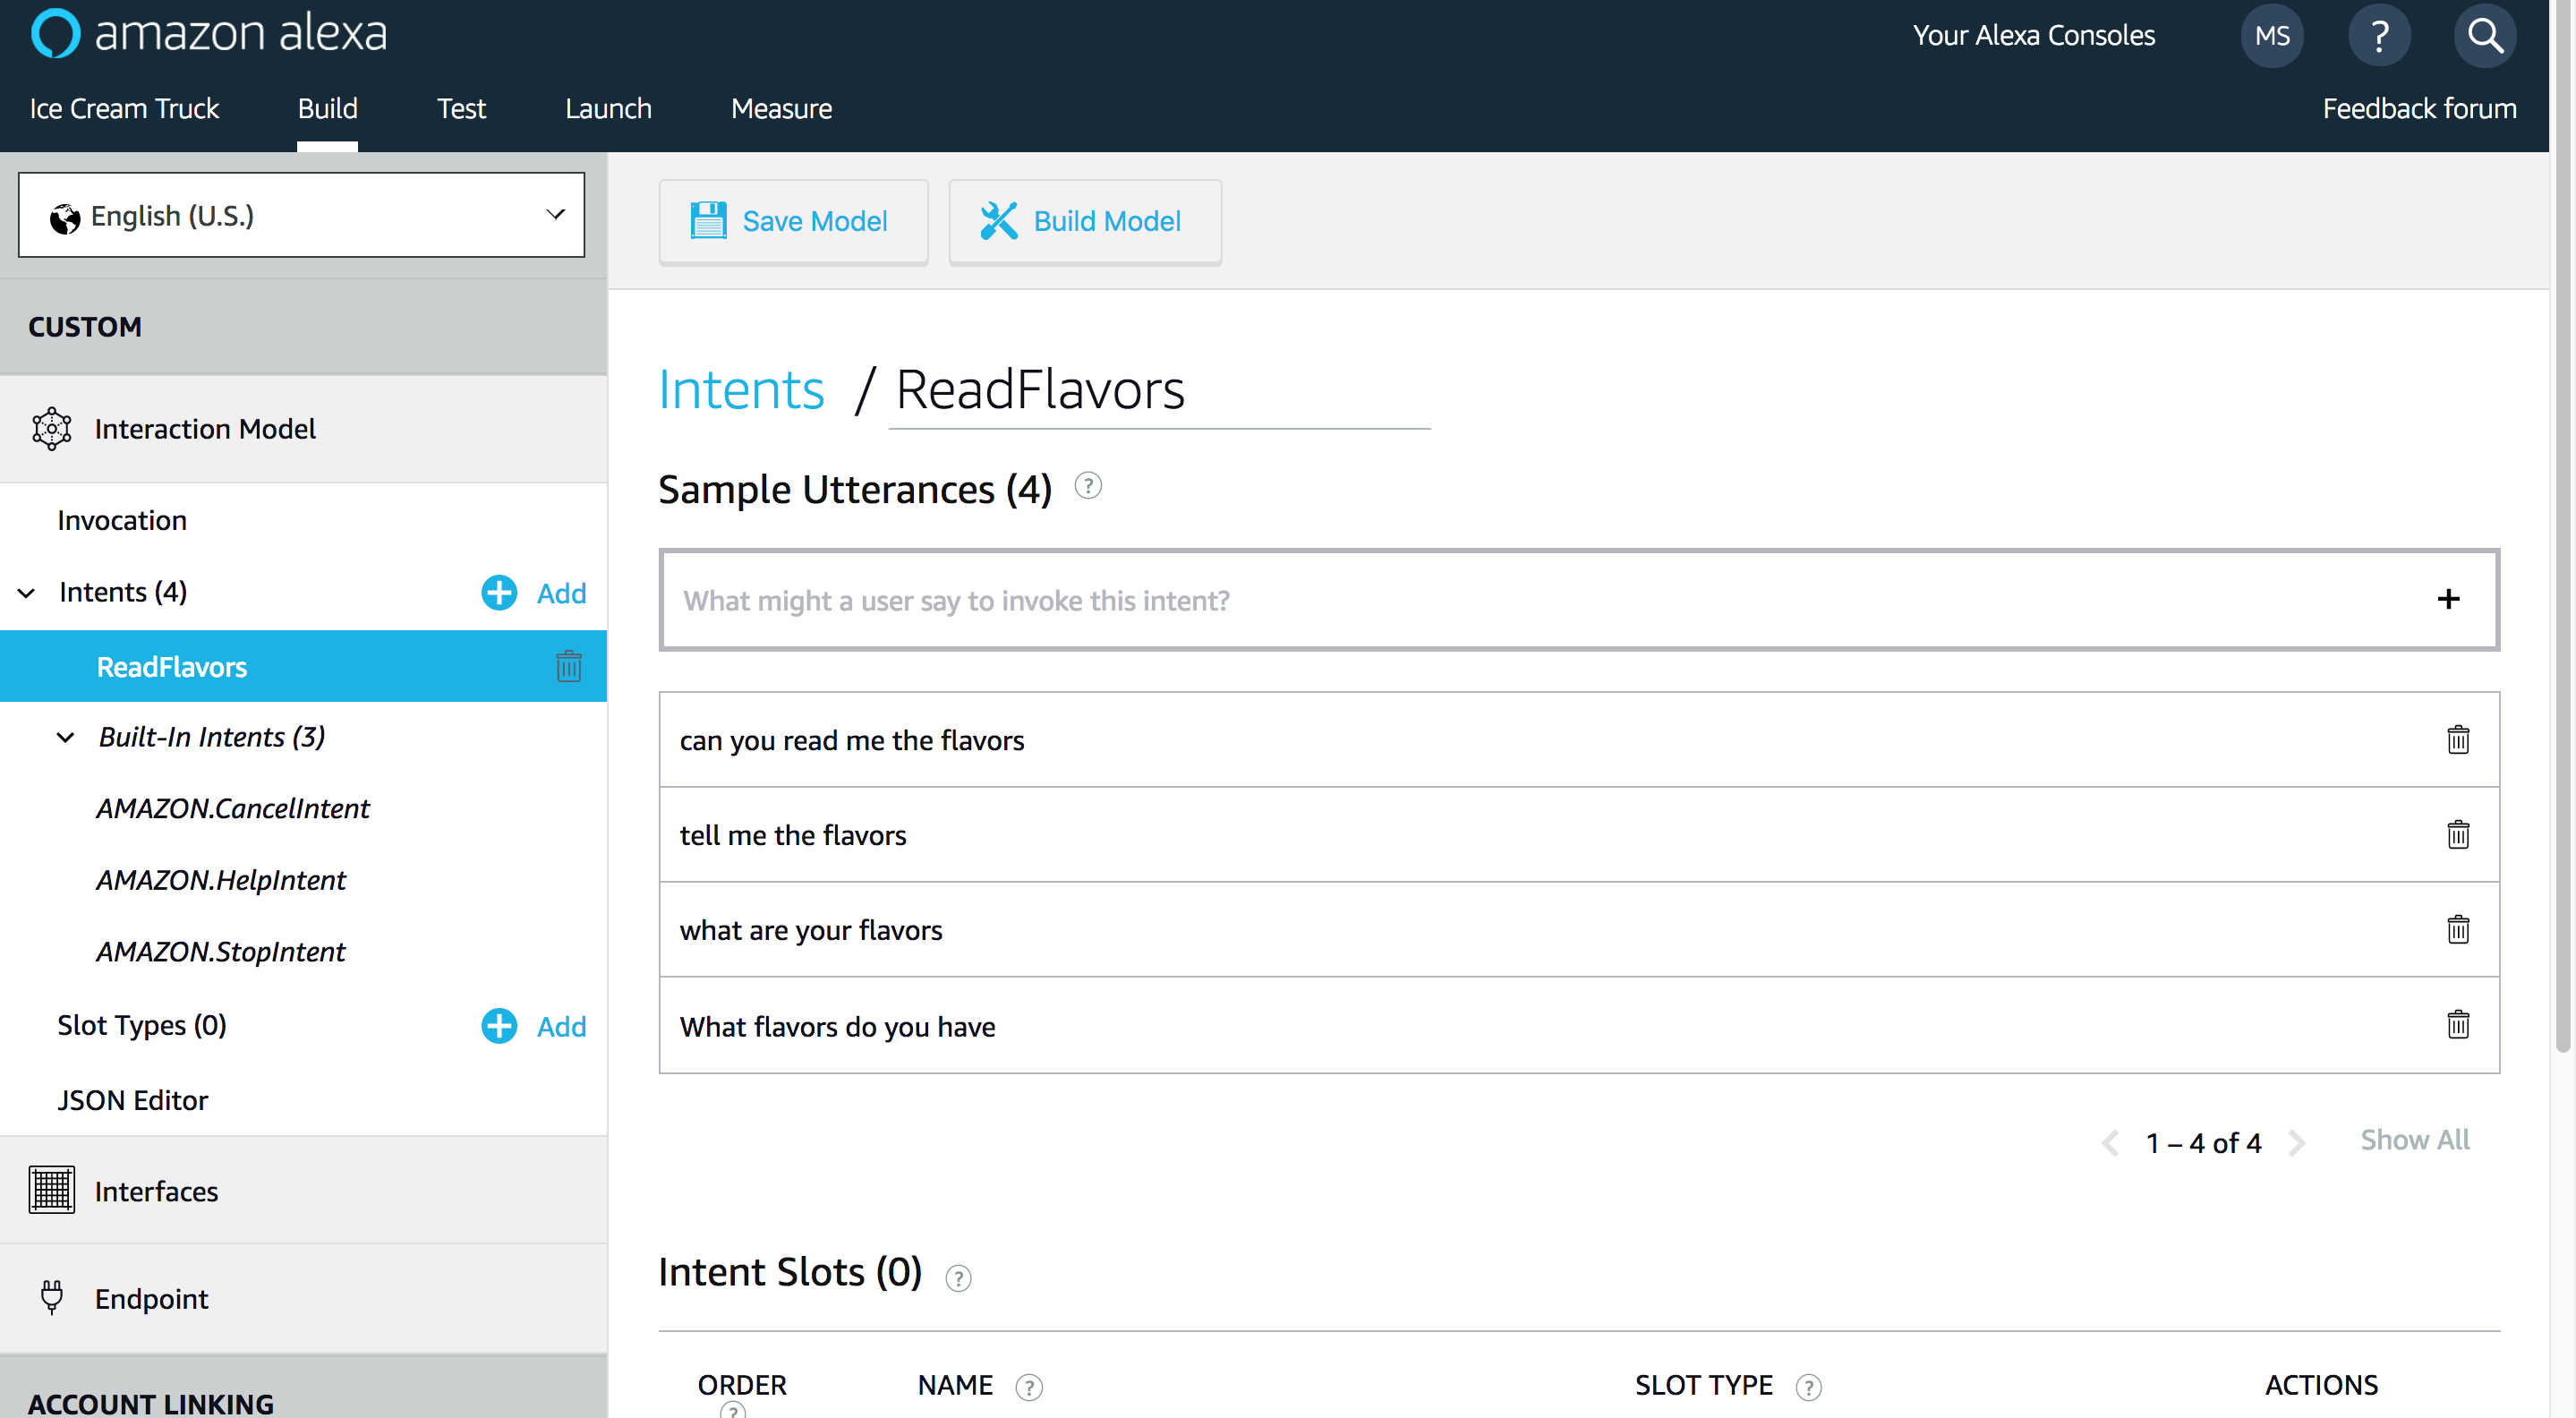 amazon alexa
Your Alexa Consoles
MS
?
Ice Cream Truck
Build
Test
Launch
Measure
Feedback forum
English (U.S.)
Save Model
Build Model
CUSTOM
Interaction Model
Invocation
Intents (4)
Add
ReadFlavors
Built-In Intents (3)
AMAZON.CancelIntent
AMAZON.HelpIntent
AMAZON.StopIntent
Slot Types (0)
Add
JSON Editor
Interfaces
Endpoint
ACCOUNT LINKING
Intents / ReadFlavors
Sample Utterances (4) ?
What might a user say to invoke this intent? +
can you read me the flavors
tell me the flavors
what are your flavors
What flavors do you have
1 – 4 of 4
Show All
Intent Slots (0) ?
ORDER ?
NAME ?
SLOT TYPE ?
ACTIONS